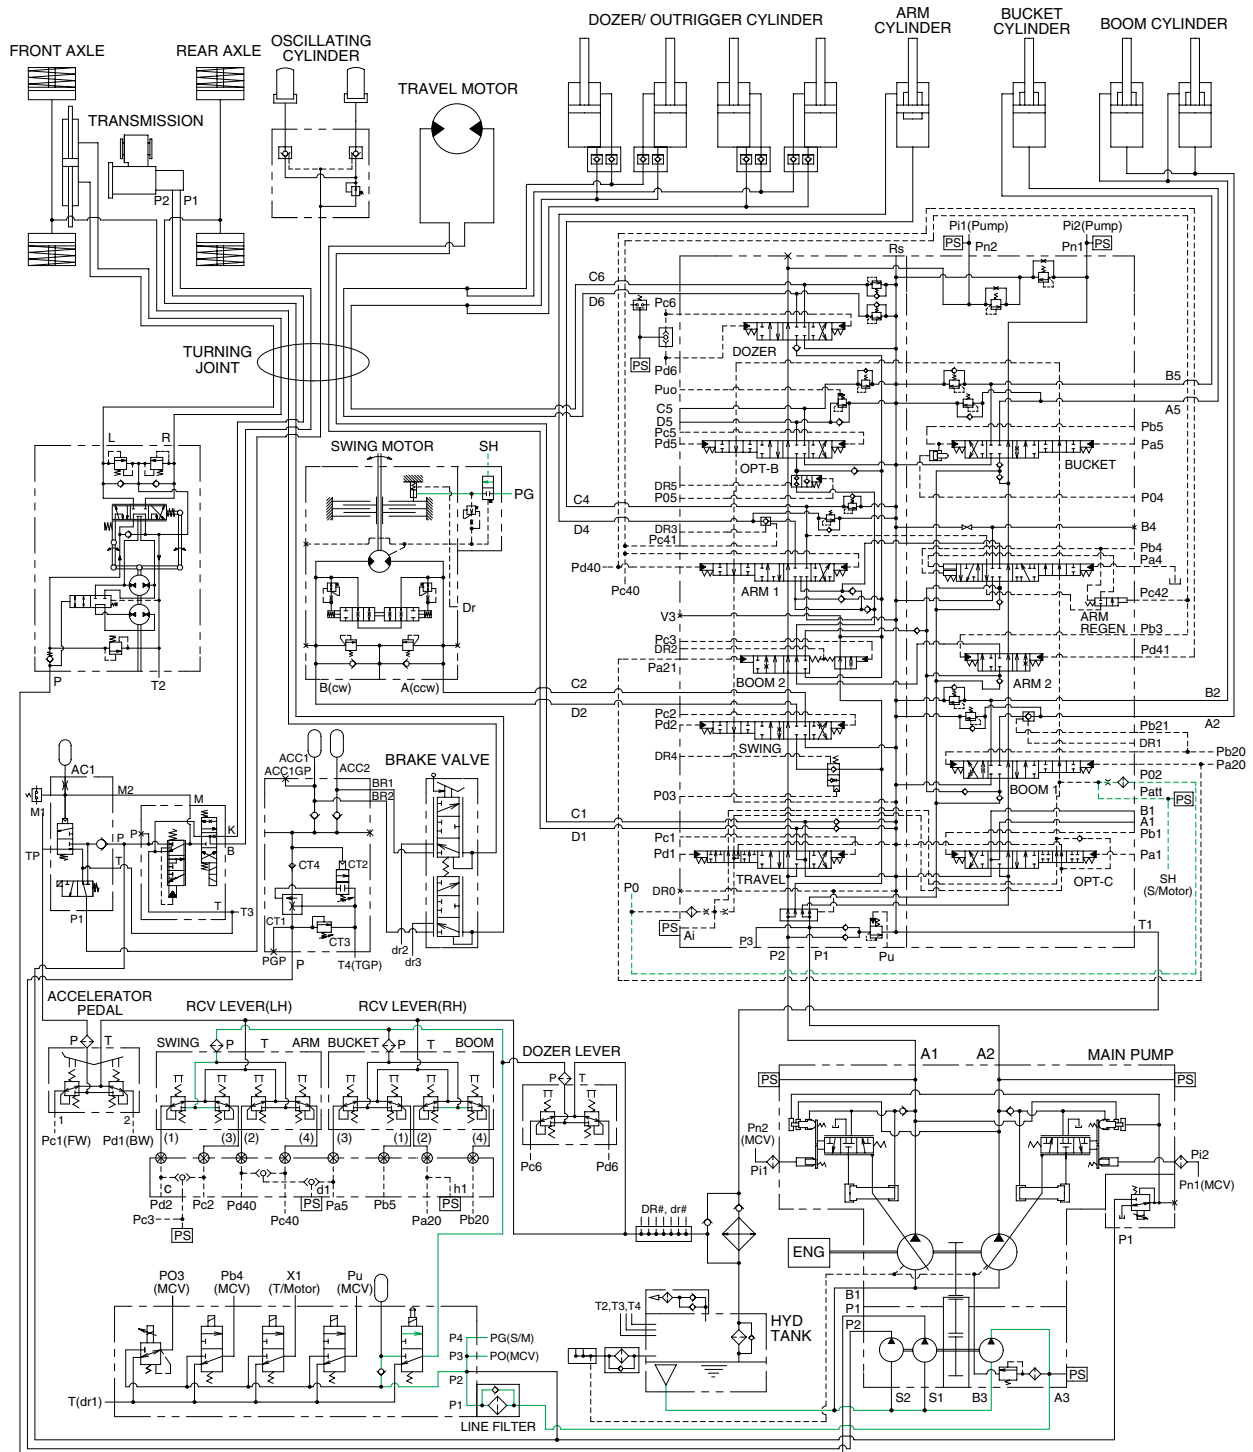 FRONT AXLE
REAR AXLE
OSCILLATING
CYLINDER
TRAVEL MOTOR
DOZER/ OUTRIGGER CYLINDER
ARM
CYLINDER
BUCKET
CYLINDER
BOOM CYLINDER
TRANSMISSION
P2 P1
TURNING
JOINT
L R
P
T2
SWING MOTOR
SH
PG
Dr
B(cw)
A(ccw)
C6
D6
C4
D4
C2
D2
C1
D1
Pi1(Pump)
Pi2(Pump)
PS
Pn2
Pn1
PS
Rs
Pc6
PS
Pd6
DOZER
Puo
C5
D5
Pc5
Pd5
OPT-B
DR5
P05
DR3
Pc41
Pd40
Pc40
ARM 1
V3
Pc3
DR2
Pa21
BOOM 2
Pc2
Pd2
SWING
DR4
P03
Pc1
Pd1
TRAVEL
P0
DR0
PS
Ai
P3
P2
P1
Pu
B5
A5
Pb5
Pa5
BUCKET
P04
B4
Pb4
Pa4
Pc42
ARM
REGEN
Pb3
Pd41
ARM 2
B2
A2
Pb21
DR1
Pb20
Pa20
BOOM 1
P02
Patt
PS
B1
A1
Pb1
Pa1
OPT-C
SH
(S/Motor)
T1
AC1
M2
M1
TP
P
T
P1
P
M
K
B
T
T3
ACC1
ACC1GP
ACC2
BR1
BR2
BRAKE VALVE
CT4
CT2
CT1
CT3
PGP
P
T4(TGP)
dr2
dr3
ACCELERATOR
PEDAL
P T
1 2
Pc1(FW)
Pd1(BW)
RCV LEVER(LH)
RCV LEVER(RH)
SWING
P
T
ARM
BUCKET
P
T
BOOM
(1) (3) (2) (4) (3) (1) (2) (4)
c
d1
h1
Pd2
Pc2
Pd40
Pc40
PS
Pa5
Pb5
Pa20
PS
Pb20
Pc3
PS
DOZER LEVER
P
T
Pc6
Pd6
DR#, dr#
A1
A2
MAIN PUMP
PS
PS
Pn2
(MCV)
Pi1
Pi2
Pn1(MCV)
P1
ENG
B1
P1
P2
S2
S1
B3
A3
PS
T2,T3,T4
HYD
TANK
PO3
(MCV)
Pb4
(MCV)
X1
(T/Motor)
Pu
(MCV)
T(dr1)
P4
PG(S/M)
P3
PO(MCV)
P2
P1
LINE FILTER